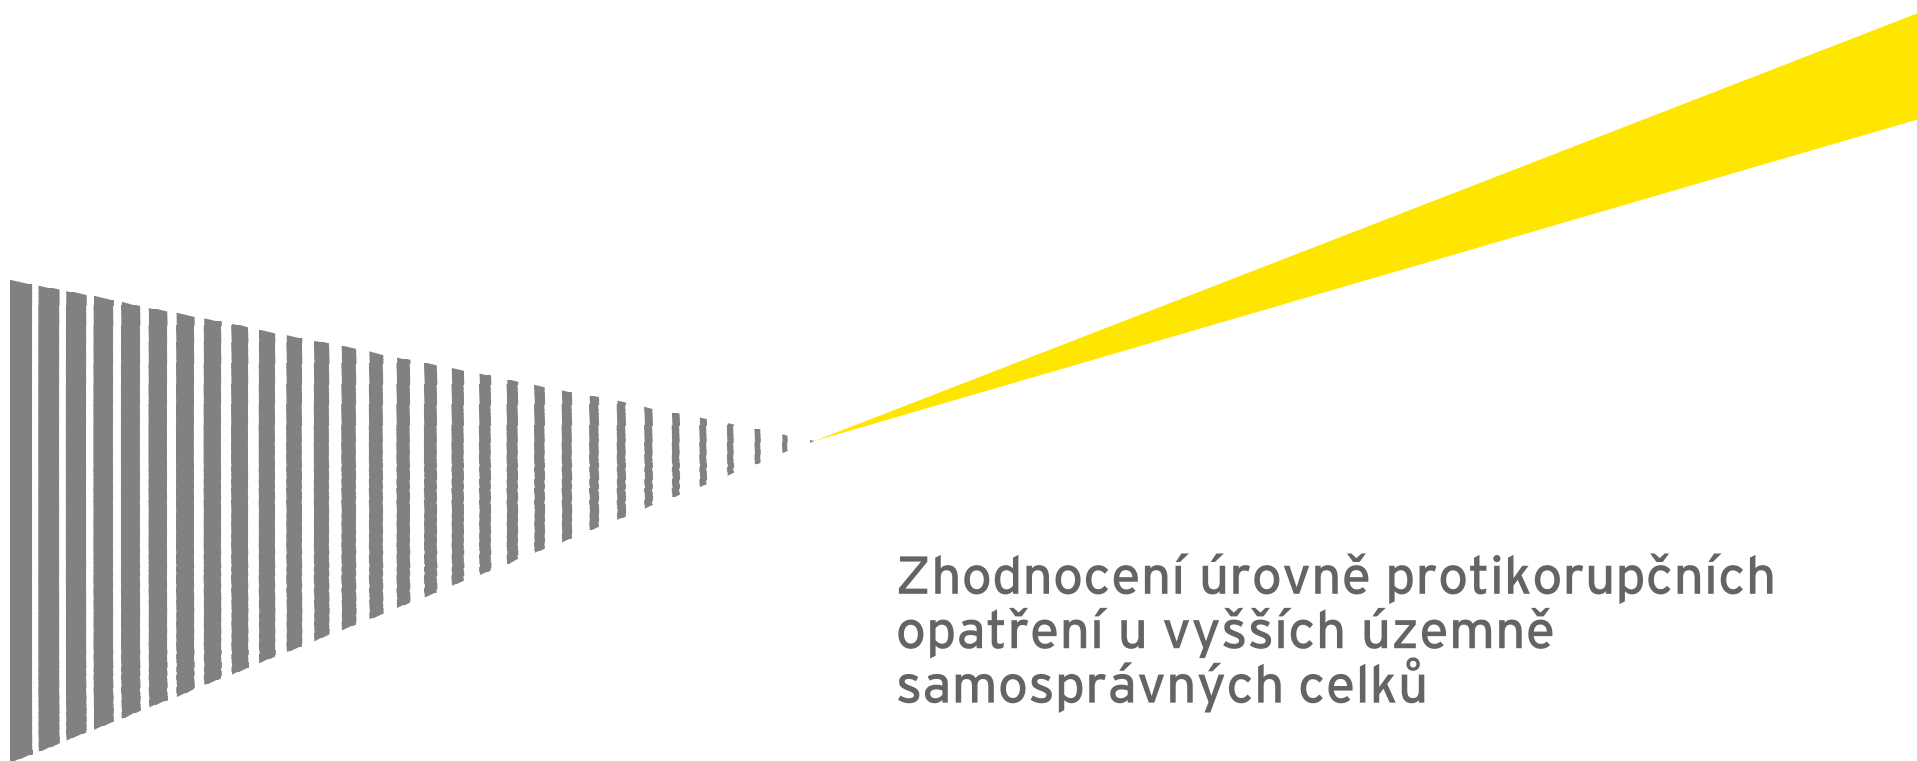 Zhodnocení úrovně protikorupčních
opatření u vyšších územně
samosprávných celků